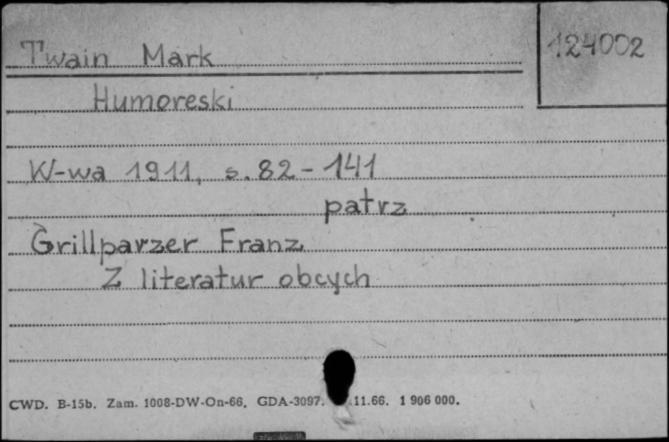 Twain Mark
124002
Humoreski
W-wa 1911, s. 82-141
patrz
Grillparzer Franz
Z literatur obcych
CWD. B-15b. Zam. 1008-DW-On-66. GDA-3097. 11.66. 1 906 000.